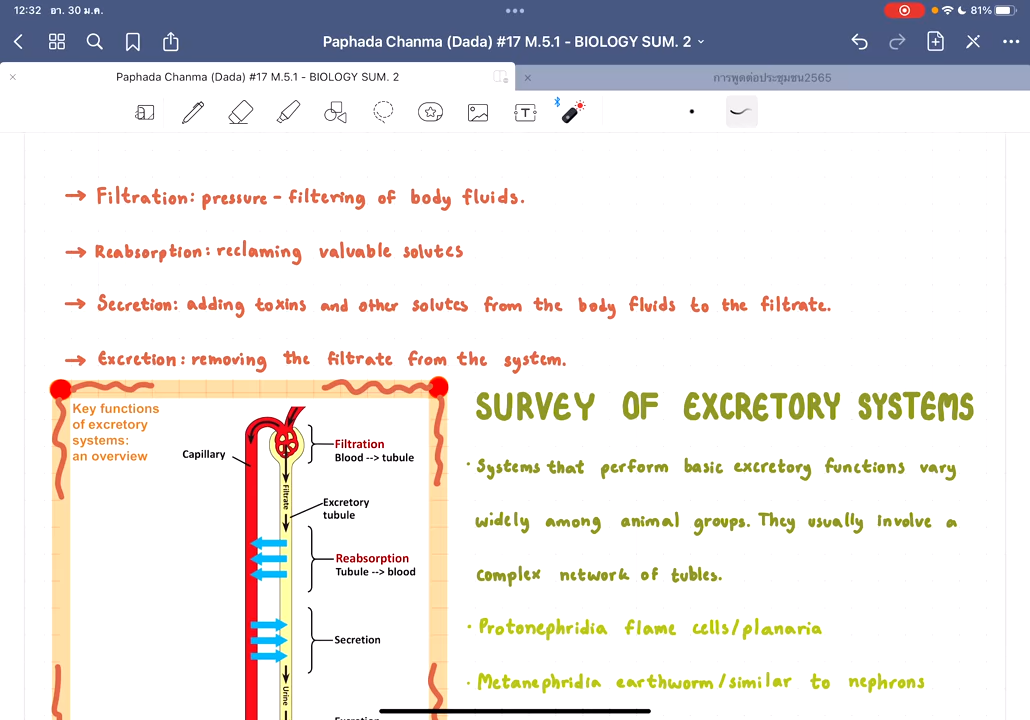 12:32 อา. 30 ม.ค.
81%
Paphada Chanma (Dada) #17 M.5.1 - BIOLOGY SUM. 2
Paphada Chanma (Dada) #17 M.5.1 - BIOLOGY SUM. 2
การพูดต่อประชุมชน2565
→ Filtration: pressure - filtering of body fluids.
→ Reabsorption: reclaming valuable solutes
→ Secretion: adding toxins and other solutes from the body fluids to the filtrate.
→ Excretion: removing the filtrate from the system.
Key functions
of excretory
systems:
an overview
Capillary
Filtration
Blood --> tubule
Filtrate
Excretory
tubule
Reabsorption
Tubule --> blood
Secretion
Urine
SURVEY OF EXCRETORY SYSTEMS
· Systems that perform basic excretory functions vary
widely among animal groups. They usually involve a
complex network of tubles.
· Protonephridia flame cells/planaria
· Metanephridia earthworm/similar to nephrons